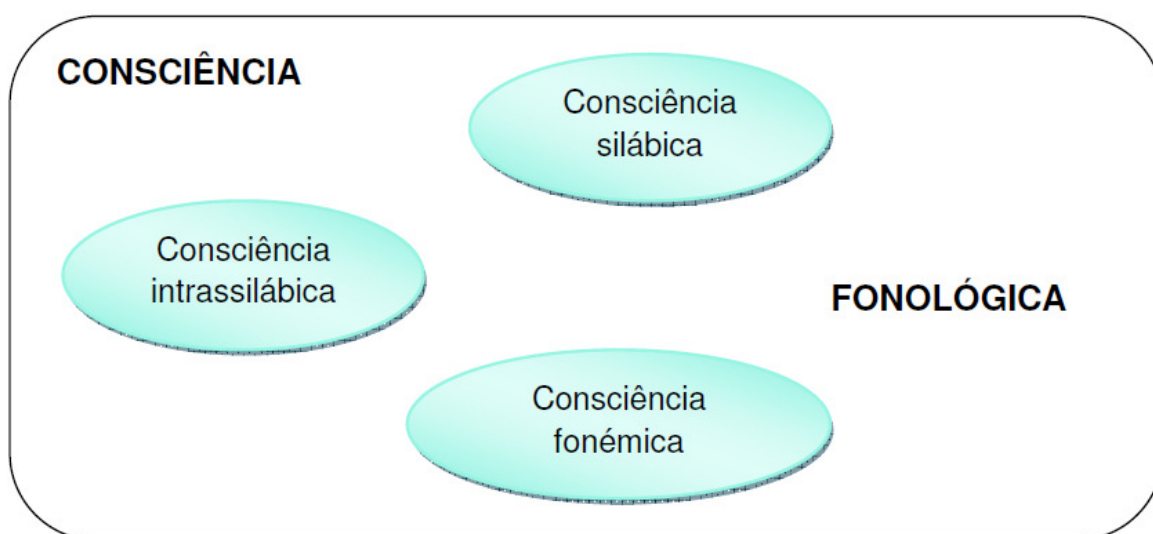 CONSCIÊNCIA
Consciência
silábica
Consciência
intrassilábica
FONOLÓGICA
Consciência
fonémica